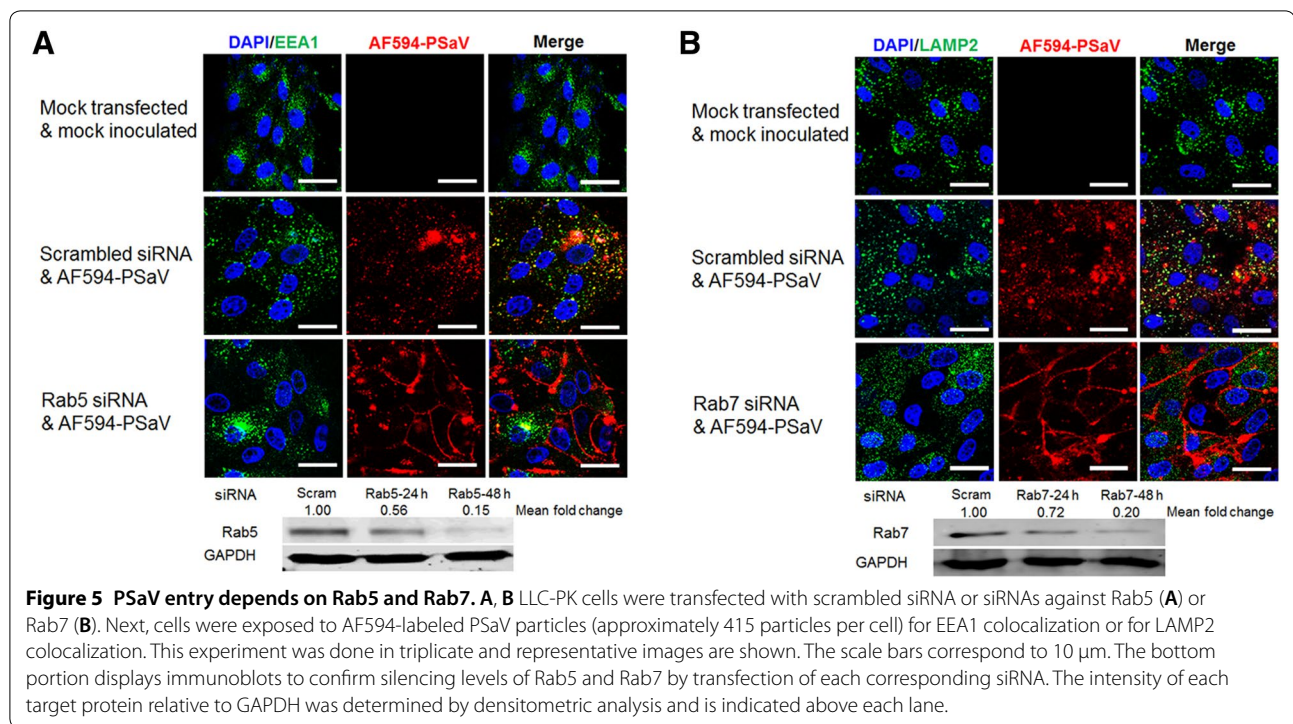 A
DAPI/EEA1 AF594-PSaV Merge
Mock transfected
& mock inoculated
Scrambled siRNA
& AF594-PSaV
Rab5 siRNA
& AF594-PSaV
siRNA Scram Rab5-24 h Rab5-48 h
1.00 0.56 0.15 Mean fold change
Rab5
GAPDH
B
DAPI/LAMP2 AF594-PSaV Merge
Mock transfected
& mock inoculated
Scrambled siRNA
& AF594-PSaV
Rab7 siRNA
& AF594-PSaV
siRNA Scram Rab7-24 h Rab7-48 h
1.00 0.72 0.20 Mean fold change
Rab7
GAPDH
Figure 5 PSaV entry depends on Rab5 and Rab7. A, B LLC-PK cells were transfected with scrambled siRNA or siRNAs against Rab5 (A) or
Rab7 (B). Next, cells were exposed to AF594-labeled PSaV particles (approximately 415 particles per cell) for EEA1 colocalization or for LAMP2
colocalization. This experiment was done in triplicate and representative images are shown. The scale bars correspond to 10 μm. The bottom
portion displays immunoblots to confirm silencing levels of Rab5 and Rab7 by transfection of each corresponding siRNA. The intensity of each
target protein relative to GAPDH was determined by densitometric analysis and is indicated above each lane.